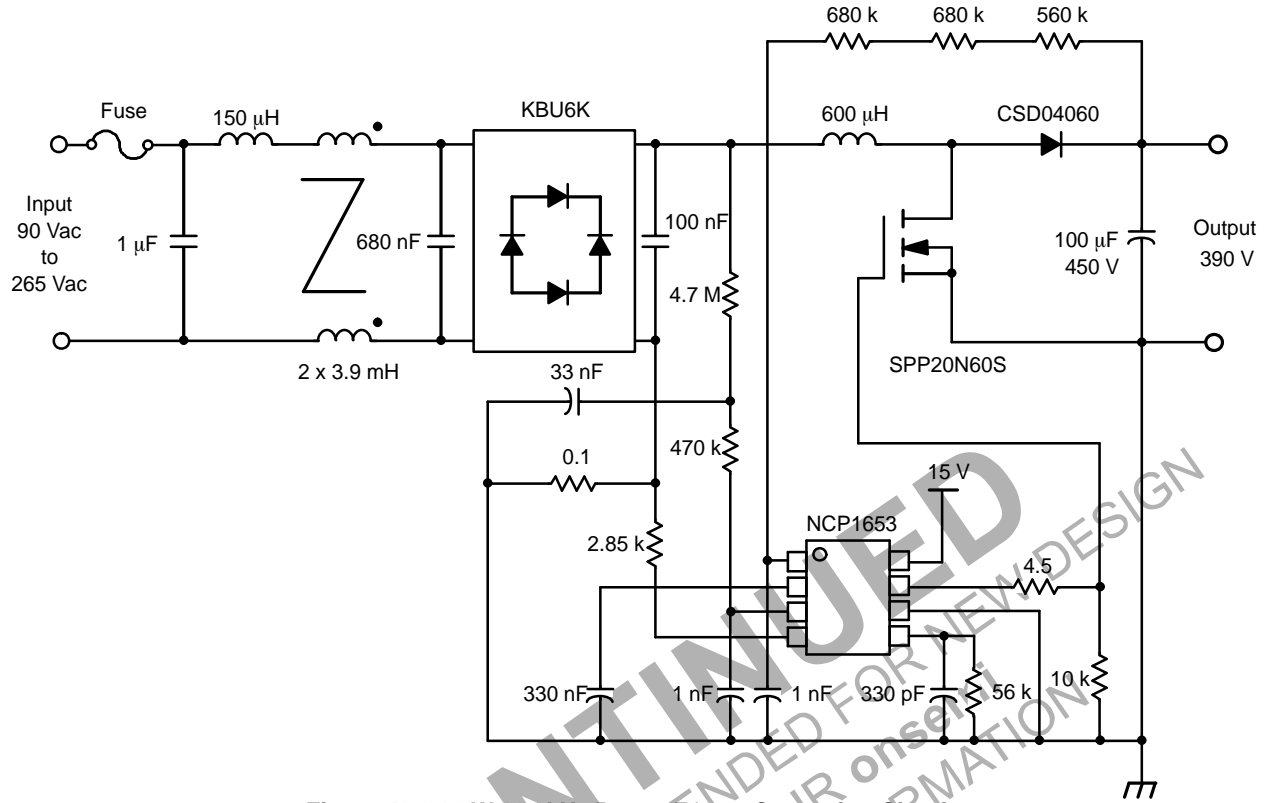 680 k
680 k
560 k
Fuse
150 μH
KBU6K
600 μH
CSD04060
Input
90 Vac
to
265 Vac
1 μF
680 nF
100 nF
100 μF
450 V
Output
390 V
4.7 M
2 x 3.9 mH
SPP20N60S
33 nF
470 k
0.1
15 V
NCP1653
2.85 k
4.5
330 nF
1 nF
1 nF
330 pF
56 k
10 k